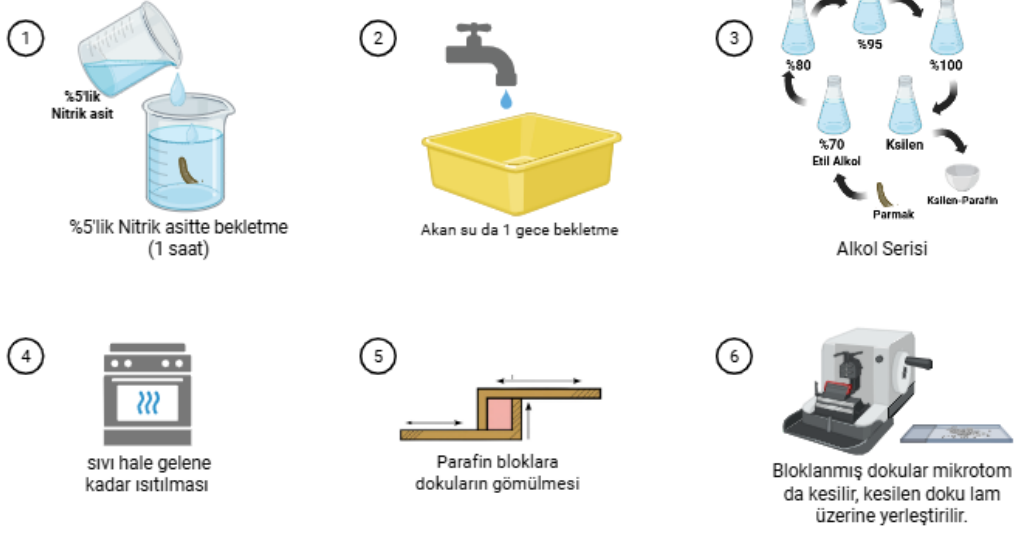 1
%5'lik
Nitrik asit
%5'lik Nitrik asitte bekletme
(1 saat)
2
Akan su da 1 gece bekletme
3
%80
%95
%100
%70
Etil Alkol
Ksilen
Parmak
Ksilen-Parafin
Alkol Serisi
4
sıvı hale gelene
kadar ısıtılması
5
Parafin bloklara
dokuların gömülmesi
6
Bloklanmış dokular mikrotom
da kesilir, kesilen doku lam
üzerine yerleştirilir.